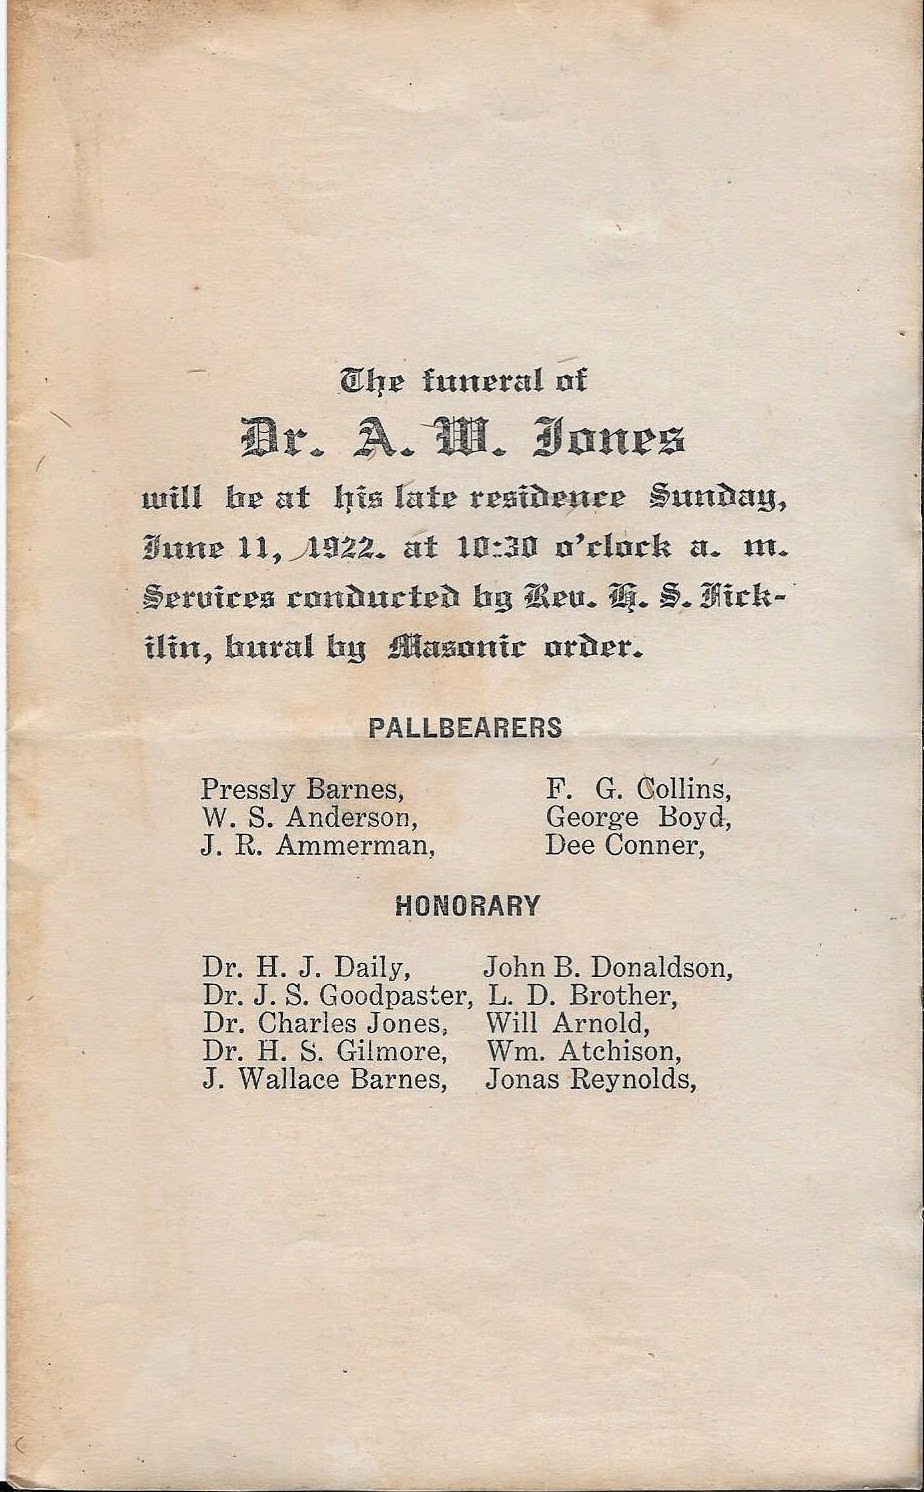 The funeral of
Dr. A. W. Jones
will be at his late residence Sunday,
June 11, 1922. at 10:30 o'clock a. m.
Services conducted by Rev. H. S. Fick-
ilin, bural by Masonic order.
PALLBEARERS
Pressly Barnes, F. G. Collins,
W. S. Anderson, George Boyd,
J. R. Ammerman, Dee Conner,
HONORARY
Dr. H. J. Daily, John B. Donaldson,
Dr. J. S. Goodpaster, L. D. Brother,
Dr. Charles Jones, Will Arnold,
Dr. H. S. Gilmore, Wm. Atchison,
J. Wallace Barnes, Jonas Reynolds,